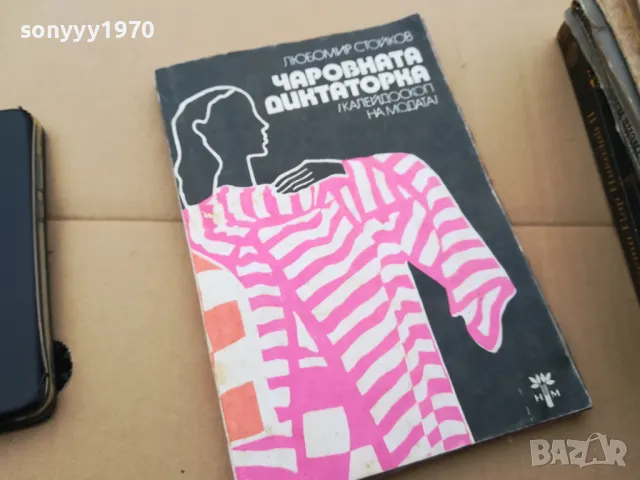 sonyyy1970
ЛЮБОМИР СТОЙКОВ
ЧАРОВНАТА
ДИКТАТОРКА
/КАЛЕЙДОСКОП
НА МОДАТА/
НМ
BAZAR